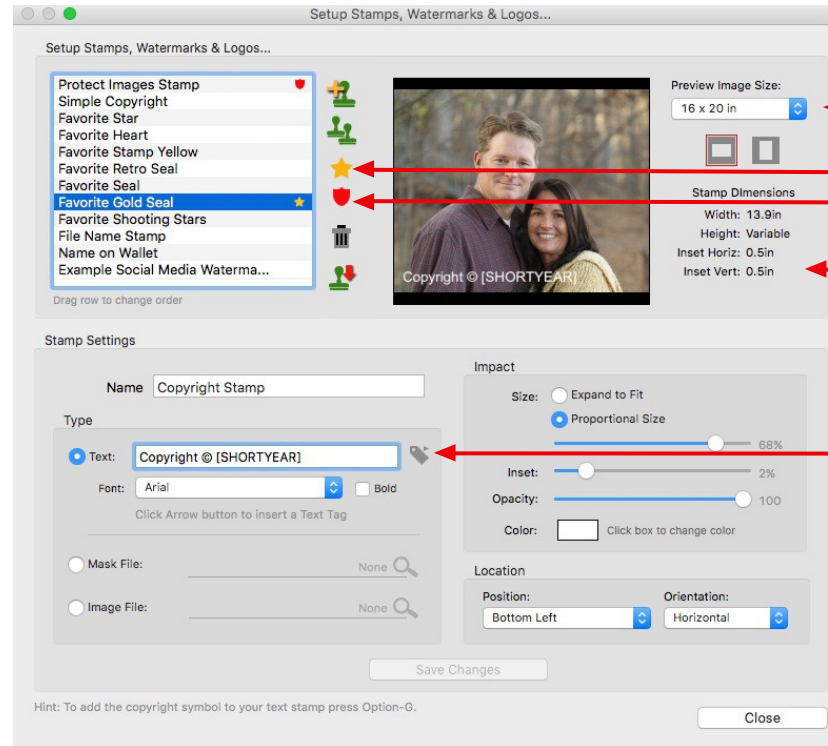 Setup Stamps, Watermarks & Logos...
Setup Stamps, Watermarks & Logos...
Protect Images Stamp
Simple Copyright
Favorite Star
Favorite Heart
Favorite Stamp Yellow
Favorite Retro Seal
Favorite Seal
Favorite Gold Seal
Favorite Shooting Stars
File Name Stamp
Name on Wallet
Example Social Media Waterma...
Drag row to change order
Copyright © [SHORTYEAR]
Preview Image Size:
16 x 20 in
Stamp DImensions
Width: 13.9in
Height: Variable
Inset Horiz: 0.5in
Inset Vert: 0.5in
Stamp Settings
Name Copyright Stamp
Type
Text: Copyright © [SHORTYEAR]
Font: Arial Bold
Click Arrow button to insert a Text Tag
Mask File: None
Image File: None
Impact
Size: Expand to Fit
Proportional Size
68%
Inset: 2%
Opacity: 100
Color: Click box to change color
Location
Position: Orientation:
Bottom Left Horizontal
Save Changes
Hint: To add the copyright symbol to your text stamp press Option-G.
Close